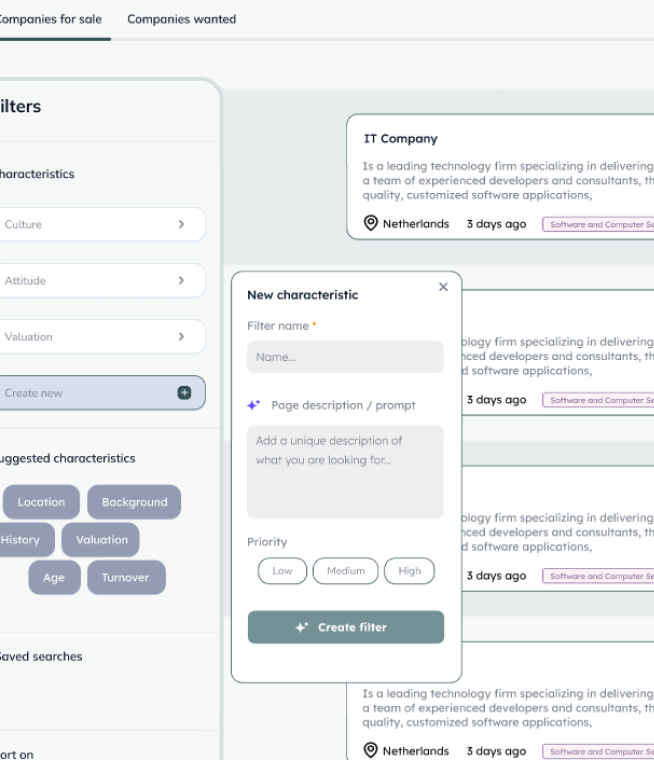 Companies for sale
Companies wanted
ilters
haracteristics
Culture
Attitude
Valuation
Create new
uggested characteristics
Location
Background
History
Valuation
Age
Turnover
Saved searches
ort on
IT Company
Is a leading technology firm specializing in delivering
a team of experienced developers and consultants, th
quality, customized software applications,
Netherlands
3 days ago
Software and Computer Se
New characteristic
Filter name *
Name...
Page description / prompt
Add a unique description of
what you are looking for...
Priority
Low
Medium
High
Create filter
ology firm specializing in delivering
nced developers and consultants, th
d software applications,
3 days ago
Software and Computer Se
ology firm specializing in delivering
nced developers and consultants, th
d software applications,
3 days ago
Software and Computer Se
Is a leading technology firm specializing in delivering
a team of experienced developers and consultants, th
quality, customized software applications,
Netherlands
3 days ago
Software and Computer Se